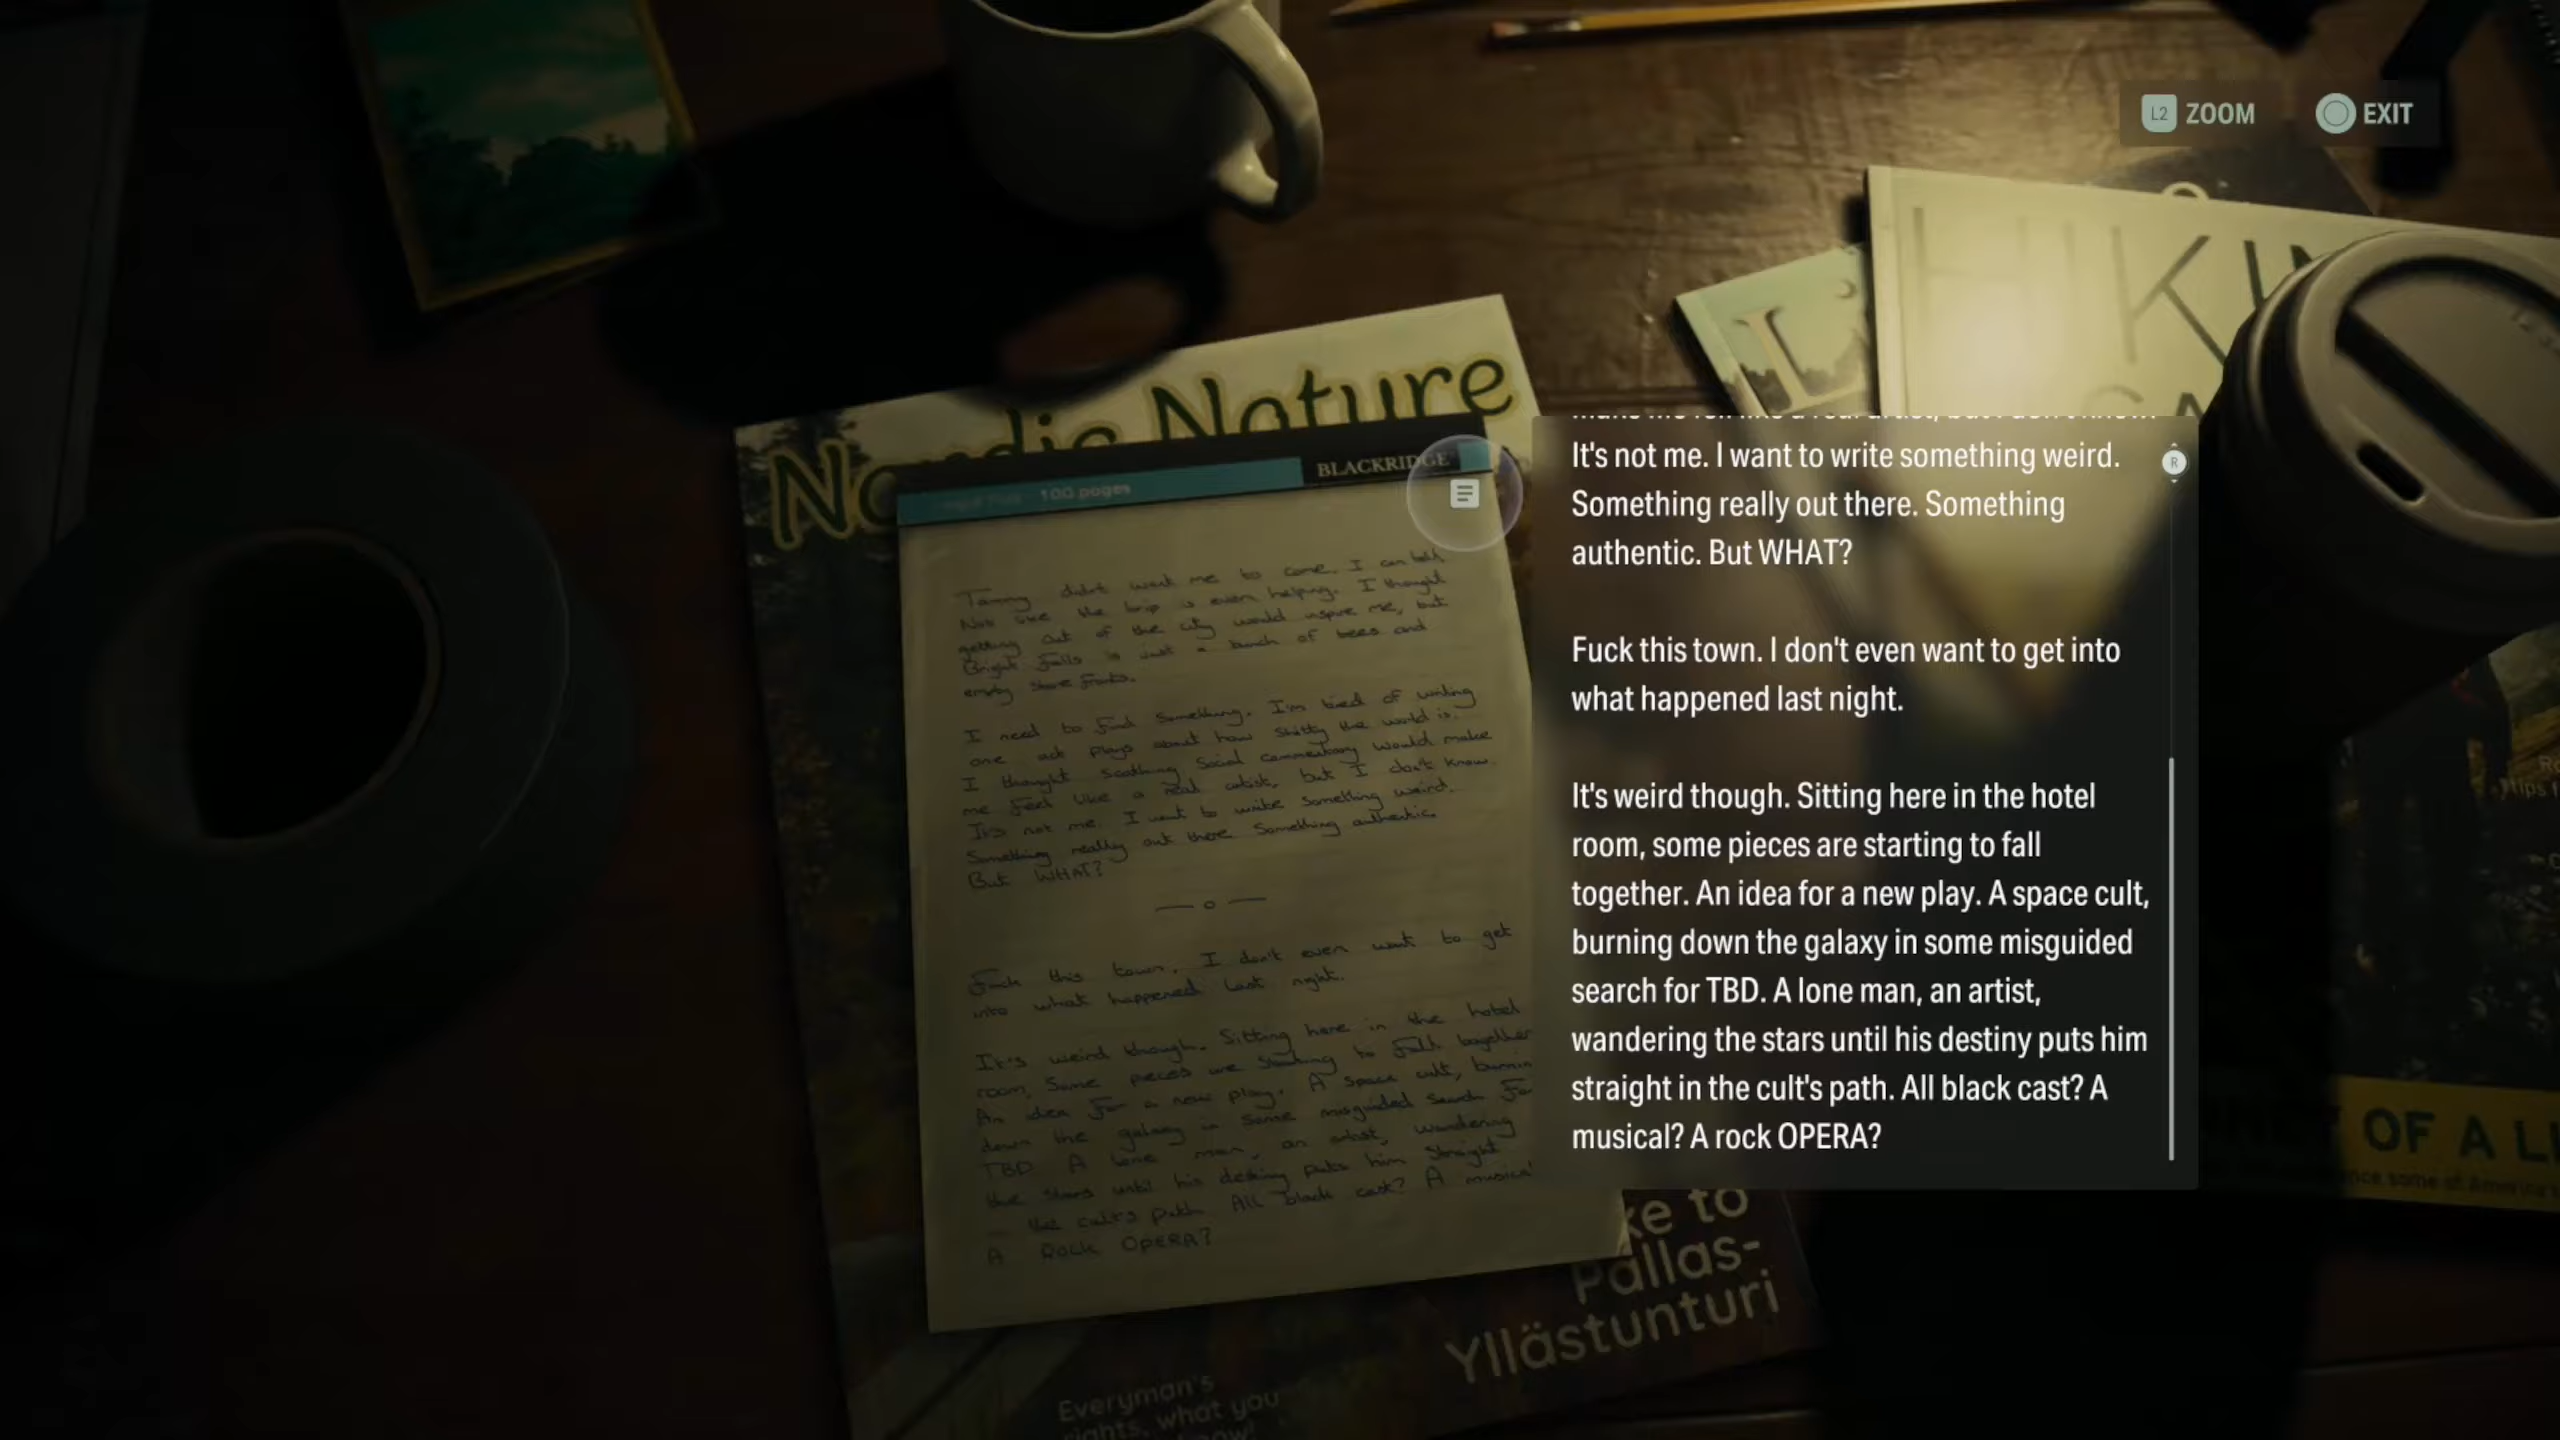 L2 ZOOM
EXIT
Nordic Nature
BLACKRIDGE
100 pages
Tammy didn't want me to come. I can tell.
Not like the trip is even helping. I thought
getting out of the city would inspire me, but
Bright Falls is just a bunch of trees and
empty store fronts.
I need to find something. I'm tired of writing
one act plays about how shitty the world is.
I thought scathing social commentary would make
me feel like a real artist, but I don't know.
It's not me. I want to write something weird.
Something really out there. Something authentic.
But WHAT?
Fuck this town. I don't even want to get
into what happened last night.
It's weird though. Sitting here in the hotel
room, some pieces are starting to fall together
An idea for a new play. A space cult, burnin
down the galaxy in some misguided search fo
TBD. A lone man, an artist, wandering
the stars until his destiny puts him straight
the cult's path. All black cast? A musical
A ROCK OPERA?
It's not me. I want to write something weird.
Something really out there. Something
authentic. But WHAT?
Fuck this town. I don't even want to get into
what happened last night.
It's weird though. Sitting here in the hotel
room, some pieces are starting to fall
together. An idea for a new play. A space cult,
burning down the galaxy in some misguided
search for TBD. A lone man, an artist,
wandering the stars until his destiny puts him
straight in the cult's path. All black cast? A
musical? A rock OPERA?
R
ke to
Pallas-
Yllästunturi
Everyman's
rights, what you
OF A LI